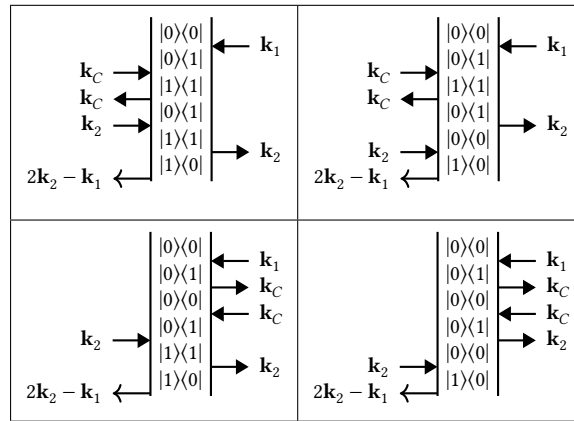 |0⟩⟨0|
k₁
|0⟩⟨1|
k_C
|1⟩⟨1|
k_C
|0⟩⟨1|
k₂
|1⟩⟨1|
k₂
|1⟩⟨0|
2k₂ − k₁
|0⟩⟨0|
k₁
|0⟩⟨1|
k_C
|1⟩⟨1|
k_C
|0⟩⟨1|
k₂
|0⟩⟨0|
k₂
|1⟩⟨0|
2k₂ − k₁
|0⟩⟨0|
k₁
|0⟩⟨1|
k_C
|0⟩⟨0|
k_C
|0⟩⟨1|
k₂
|1⟩⟨1|
k₂
|1⟩⟨0|
2k₂ − k₁
|0⟩⟨0|
k₁
|0⟩⟨1|
k_C
|0⟩⟨0|
k_C
|0⟩⟨1|
k₂
|0⟩⟨0|
k₂
|1⟩⟨0|
2k₂ − k₁